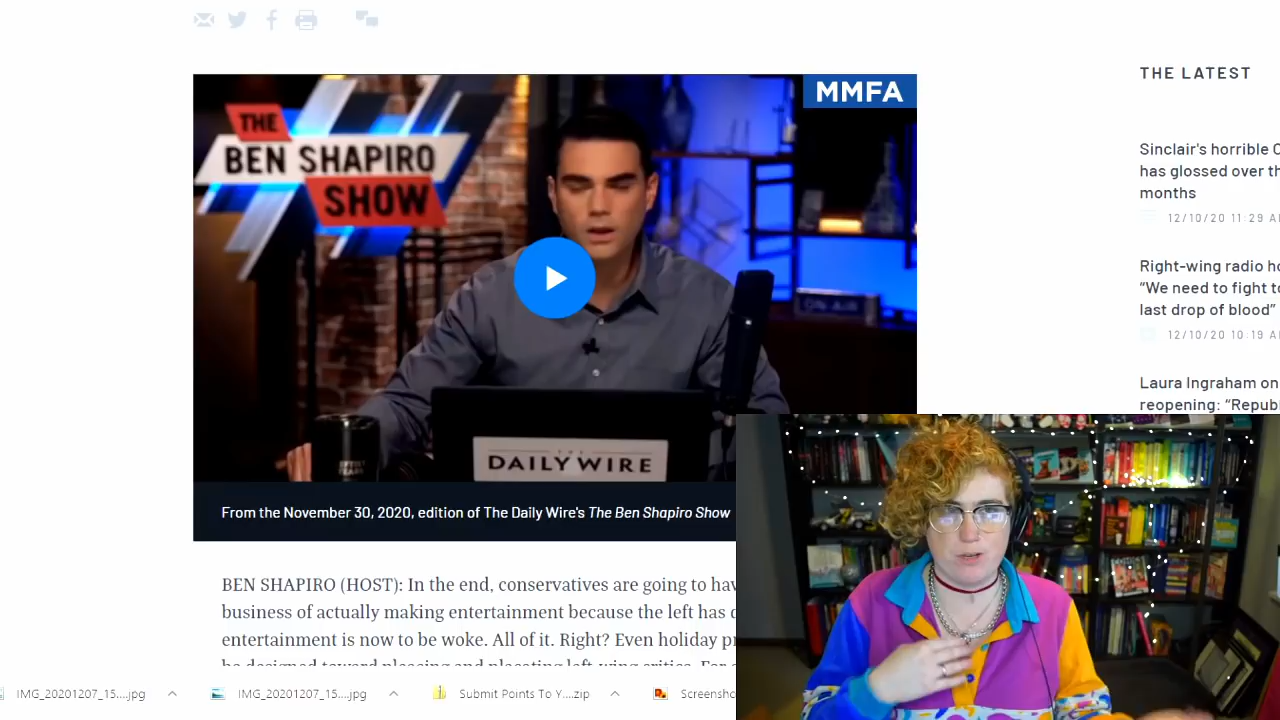 MMFA
THE
BEN SHAPIRO
SHOW
ON-AIR
DAILY WIRE
From the November 30, 2020, edition of The Daily Wire's The Ben Shapiro Show
BEN SHAPIRO (HOST): In the end, conservatives are going to hav
business of actually making entertainment because the left has
entertainment is now to be woke. All of it. Right? Even holiday
THE LATEST
Sinclair's horrible
has glossed over
months
12/10/20 11:29
Right-wing radio
"We need to fight
last drop of blood"
12/10/20 10:19
Laura Ingraham on
reopening: "Repub
IMG_20201207_15....jpg
IMG_20201207_15....jpg
Submit Points To Y....zip
Screensho